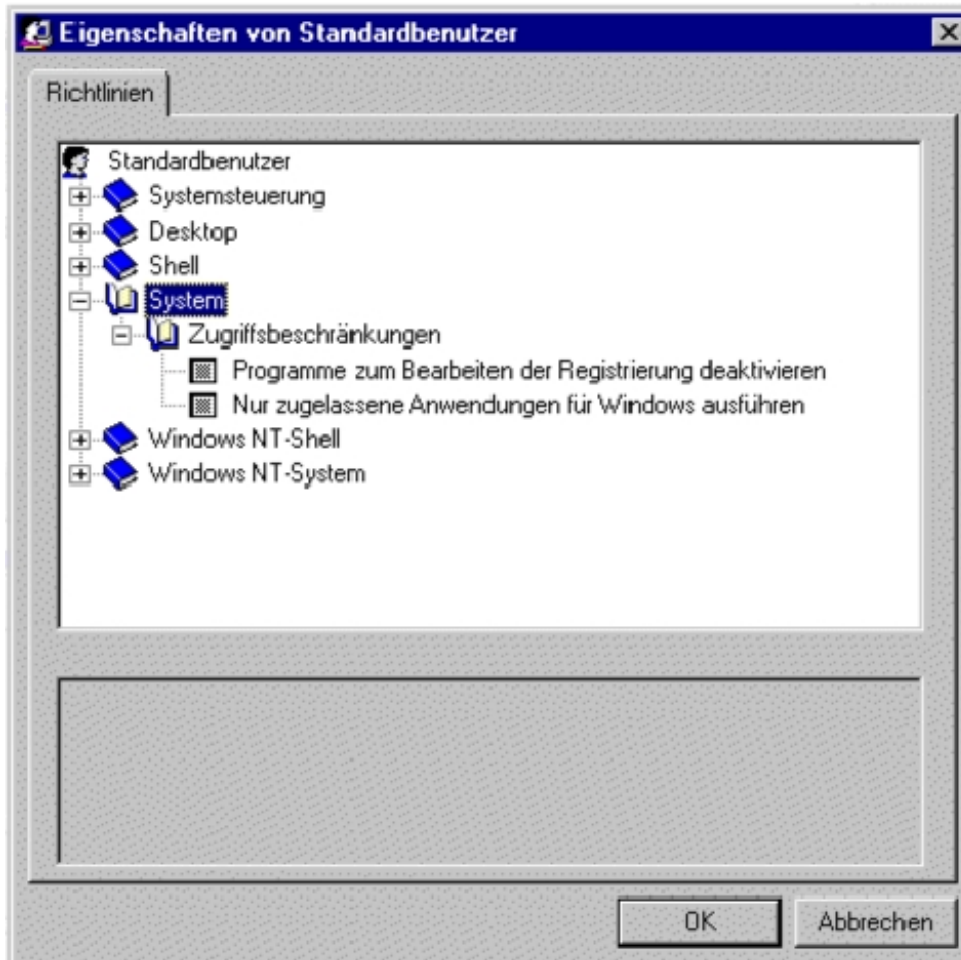 Eigenschaften von Standardbenutzer
Richtlinien
Standardbenutzer
Systemsteuerung
Desktop
Shell
System
Zugriffsbeschränkungen
Programme zum Bearbeiten der Registrierung deaktivieren
Nur zugelassene Anwendungen für Windows ausführen
Windows NT-Shell
Windows NT-System
OK
Abbrechen